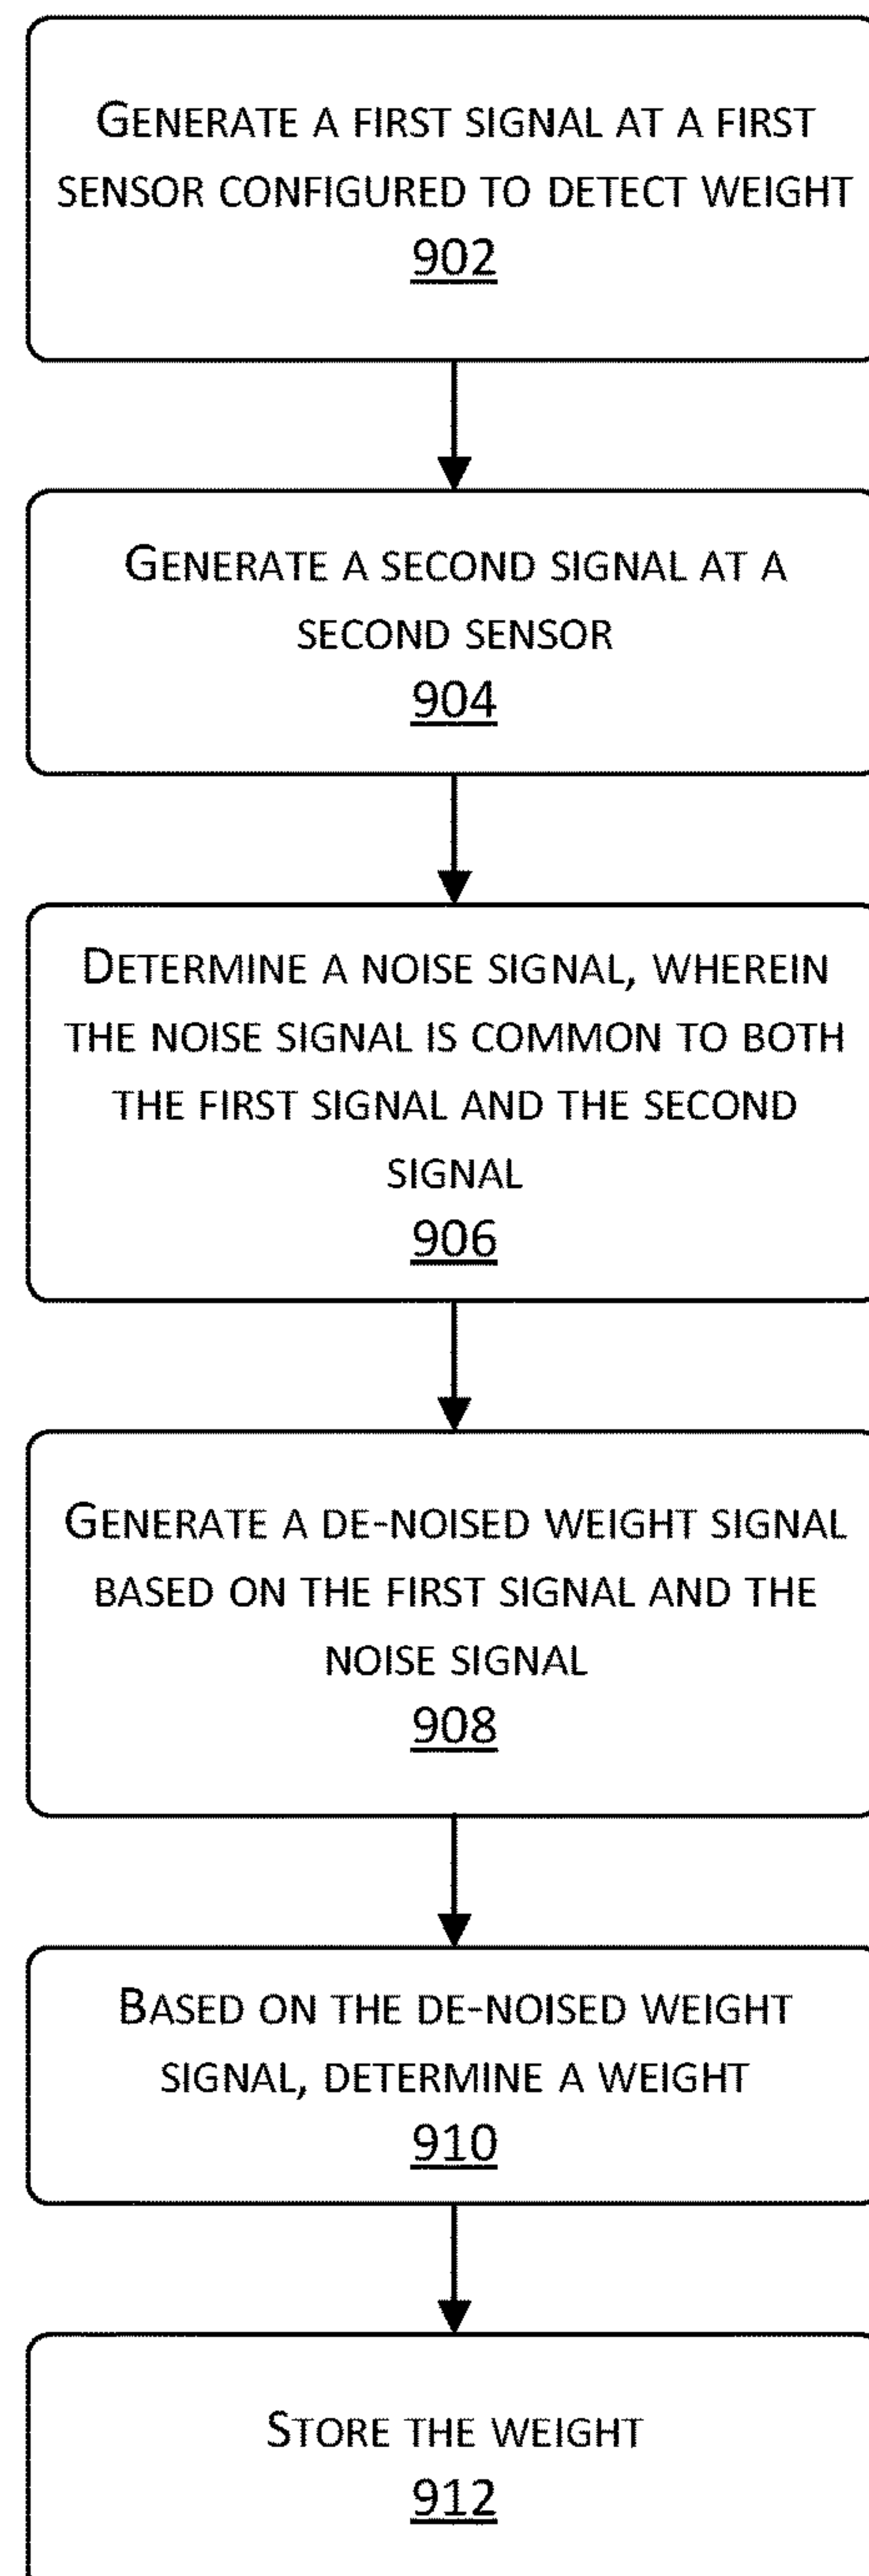 GENERATE A FIRST SIGNAL AT A FIRST
SENSOR CONFIGURED TO DETECT WEIGHT
902
GENERATE A SECOND SIGNAL AT A
SECOND SENSOR
904
DETERMINE A NOISE SIGNAL, WHEREIN
THE NOISE SIGNAL IS COMMON TO BOTH
THE FIRST SIGNAL AND THE SECOND
SIGNAL
906
GENERATE A DE-NOISED WEIGHT SIGNAL
BASED ON THE FIRST SIGNAL AND THE
NOISE SIGNAL
908
BASED ON THE DE-NOISED WEIGHT
SIGNAL, DETERMINE A WEIGHT
910
STORE THE WEIGHT
912